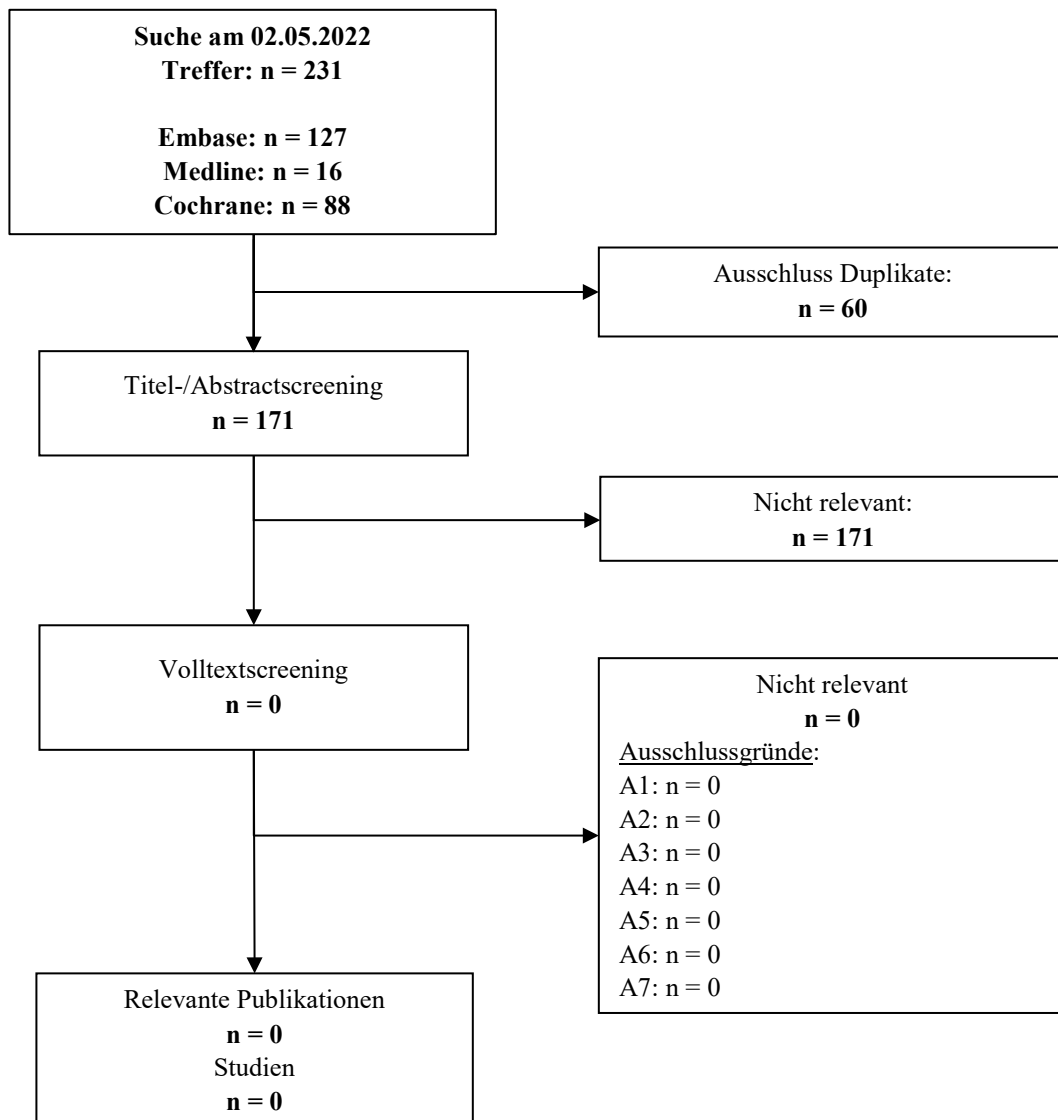 Suche am 02.05.2022
Treffer: n = 231
Embase: n = 127
Medline: n = 16
Cochrane: n = 88
Ausschluss Duplikate:
n = 60
Titel-/Abstractscreening
n = 171
Nicht relevant:
n = 171
Volltextscreening
n = 0
Nicht relevant
n = 0
Ausschlussgründe:
A1: n = 0
A2: n = 0
A3: n = 0
A4: n = 0
A5: n = 0
A6: n = 0
A7: n = 0
Relevante Publikationen
n = 0
Studien
n = 0